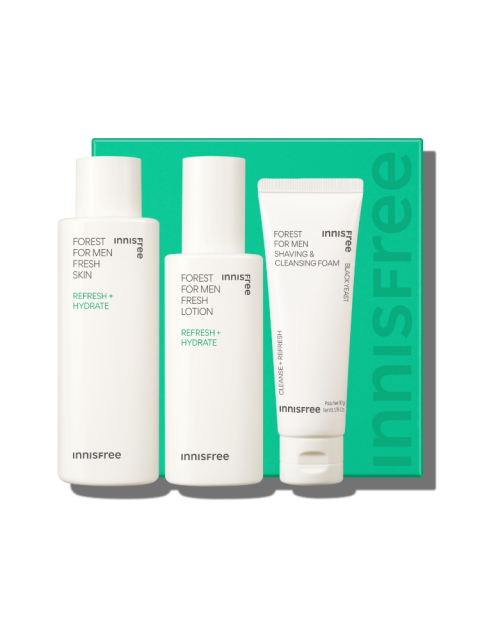 innisfree
FOREST
FOR MEN
FRESH
SKIN
innisfree
REFRESH +
HYDRATE
innisfree
FOREST
FOR MEN
FRESH
LOTION
innisfree
REFRESH +
HYDRATE
innisfree
FOREST
FOR MEN
SHAVING &
CLEANSING FOAM
innisfree
BLACK YEAST
CLEANSE + REFRESH
innisfree